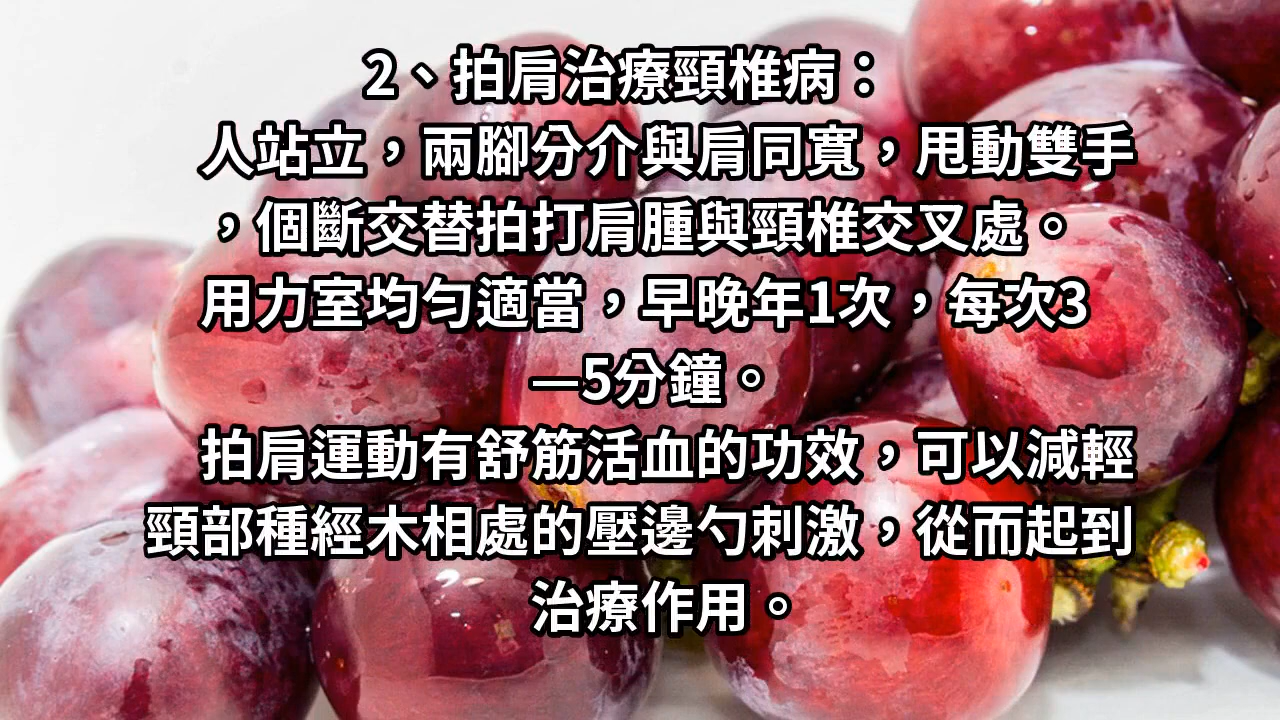 2、拍肩治療頸椎病：
人站立，兩腳分介與肩同寬，甩動雙手
，個斷交替拍打肩腫與頸椎交叉處。
用力室均勻適當，早晚年1次，每次3
—5分鐘。
拍肩運動有舒筋活血的功效，可以減輕
頸部種經木相處的壓邊勺刺激，從而起到
治療作用。